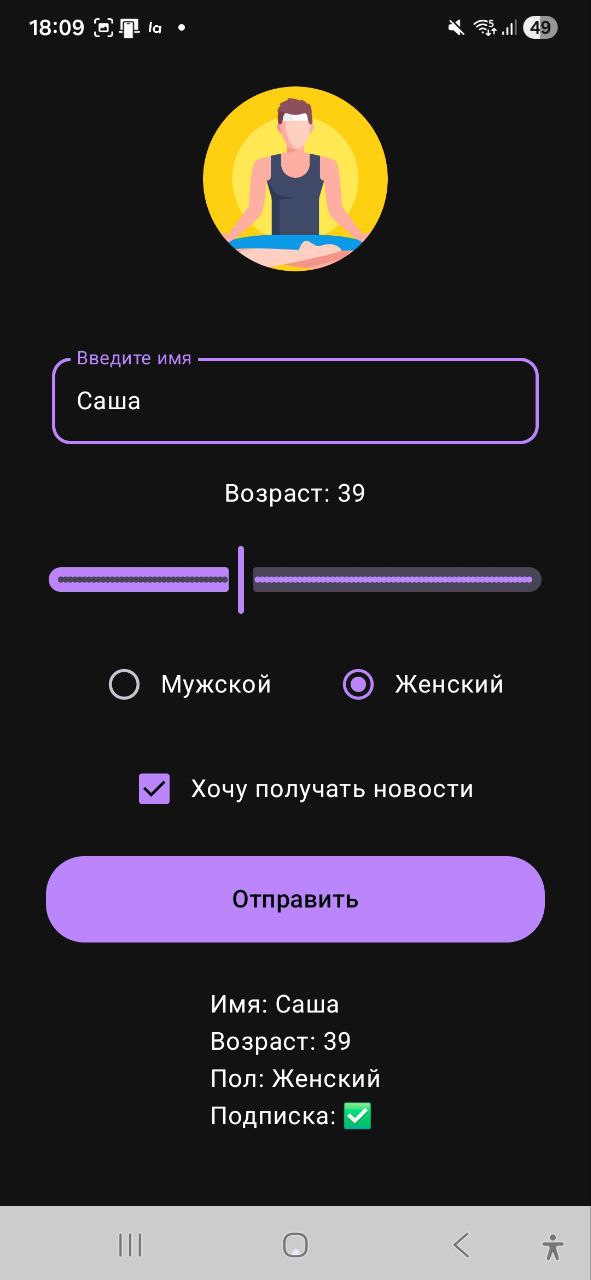 18:09
49
Введите имя
Саша
Возраст: 39
Мужской
Женский
Хочу получать новости
Отправить
Имя: Саша
Возраст: 39
Пол: Женский
Подписка: ✅